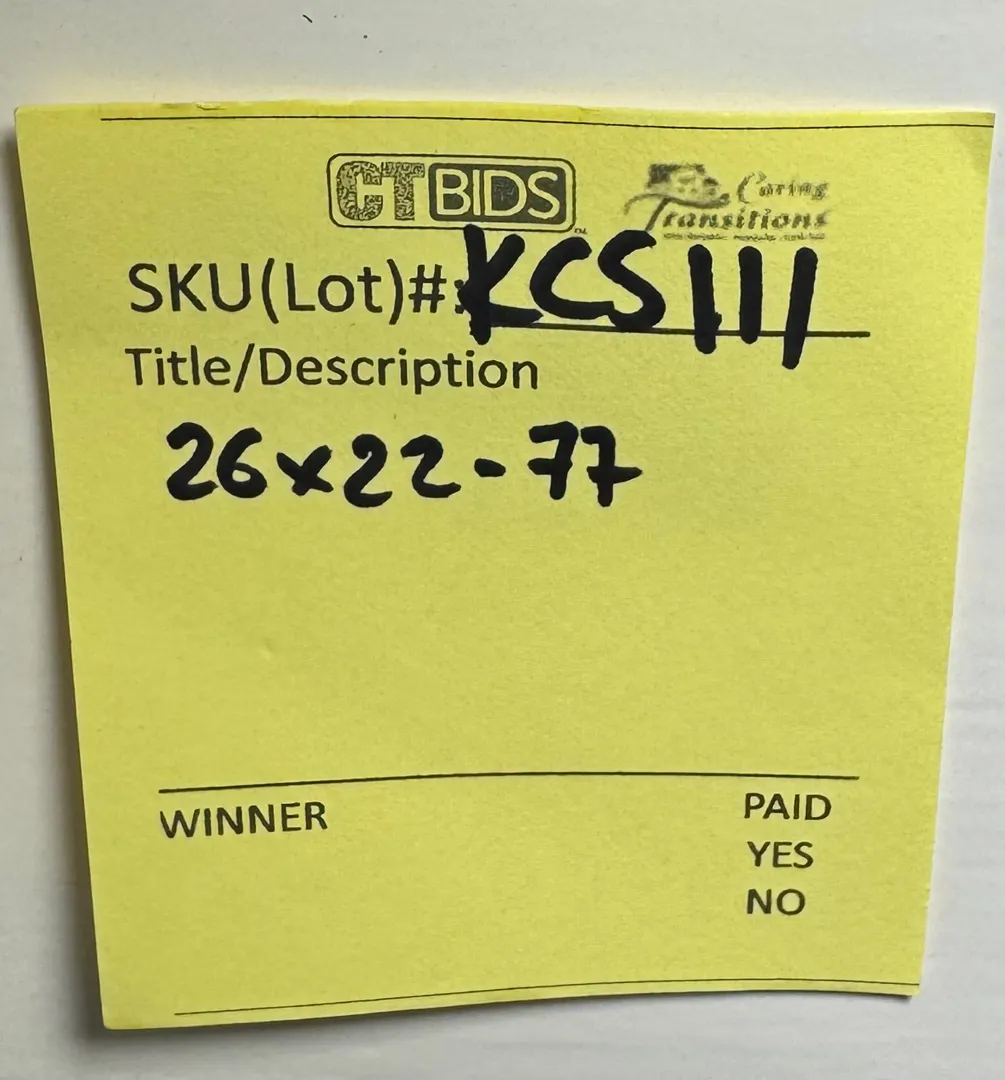 CTBIDS Caring Transitions
SKU(Lot)#: KCS111
Title/Description
26x22-77
WINNER PAID
YES
NO